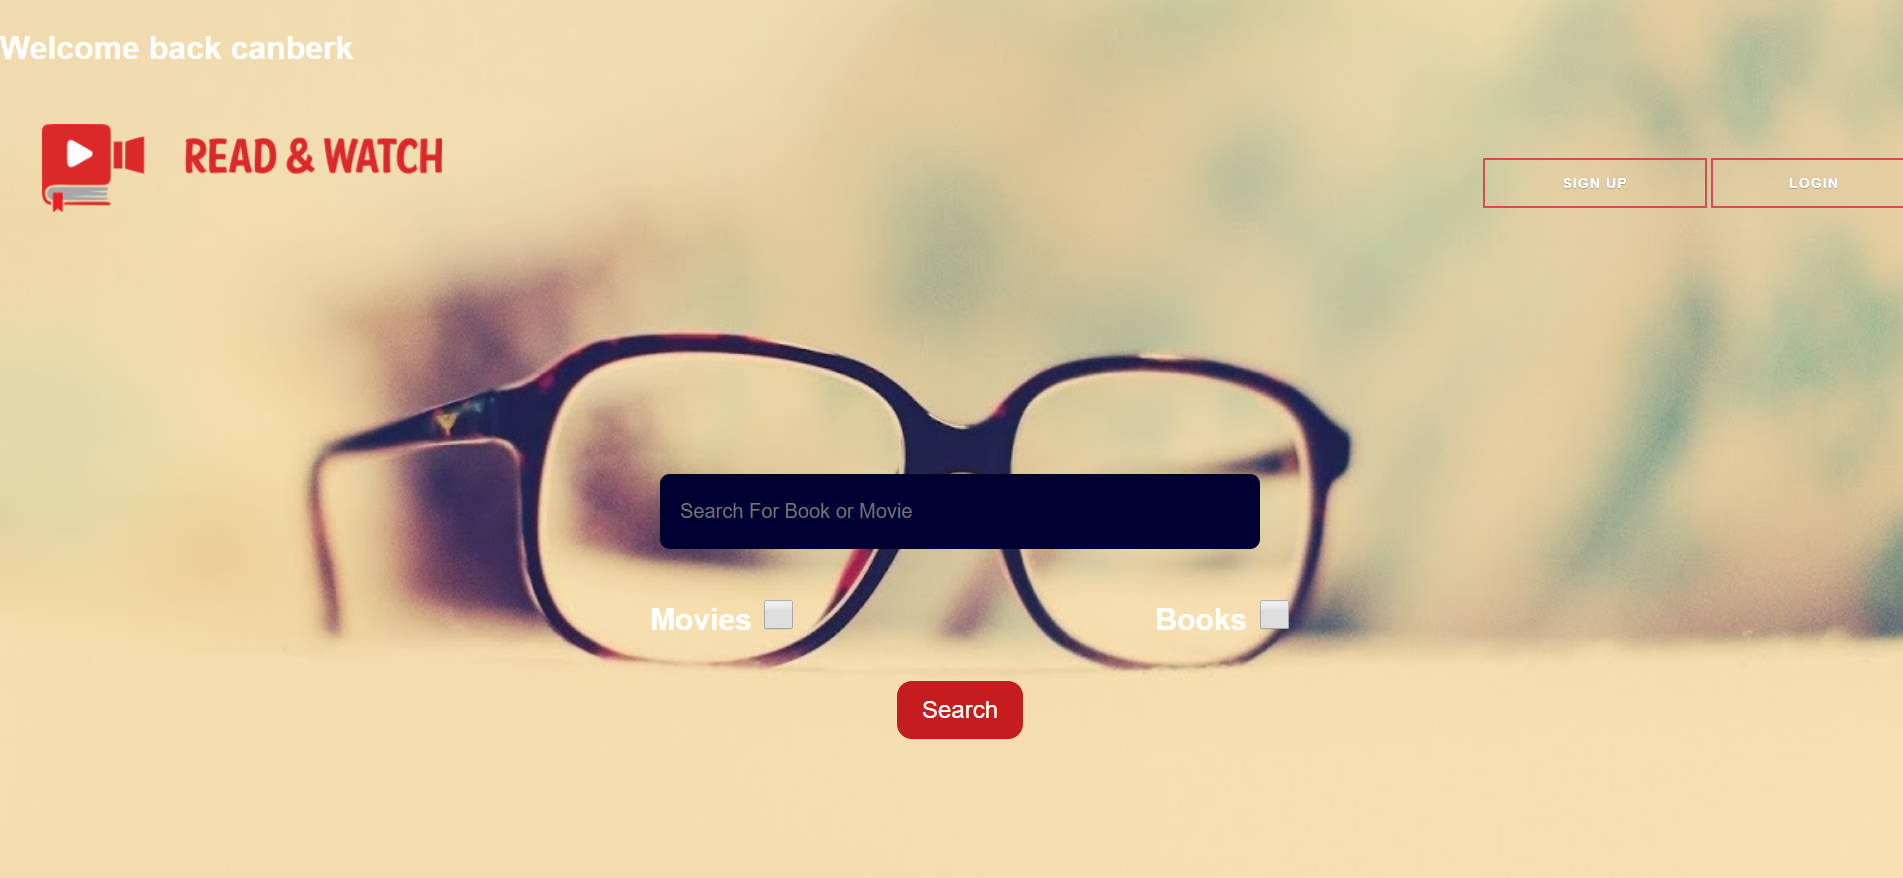 Welcome back canberk
READ & WATCH
SIGN UP
LOGIN
Search For Book or Movie
Movies
Books
Search